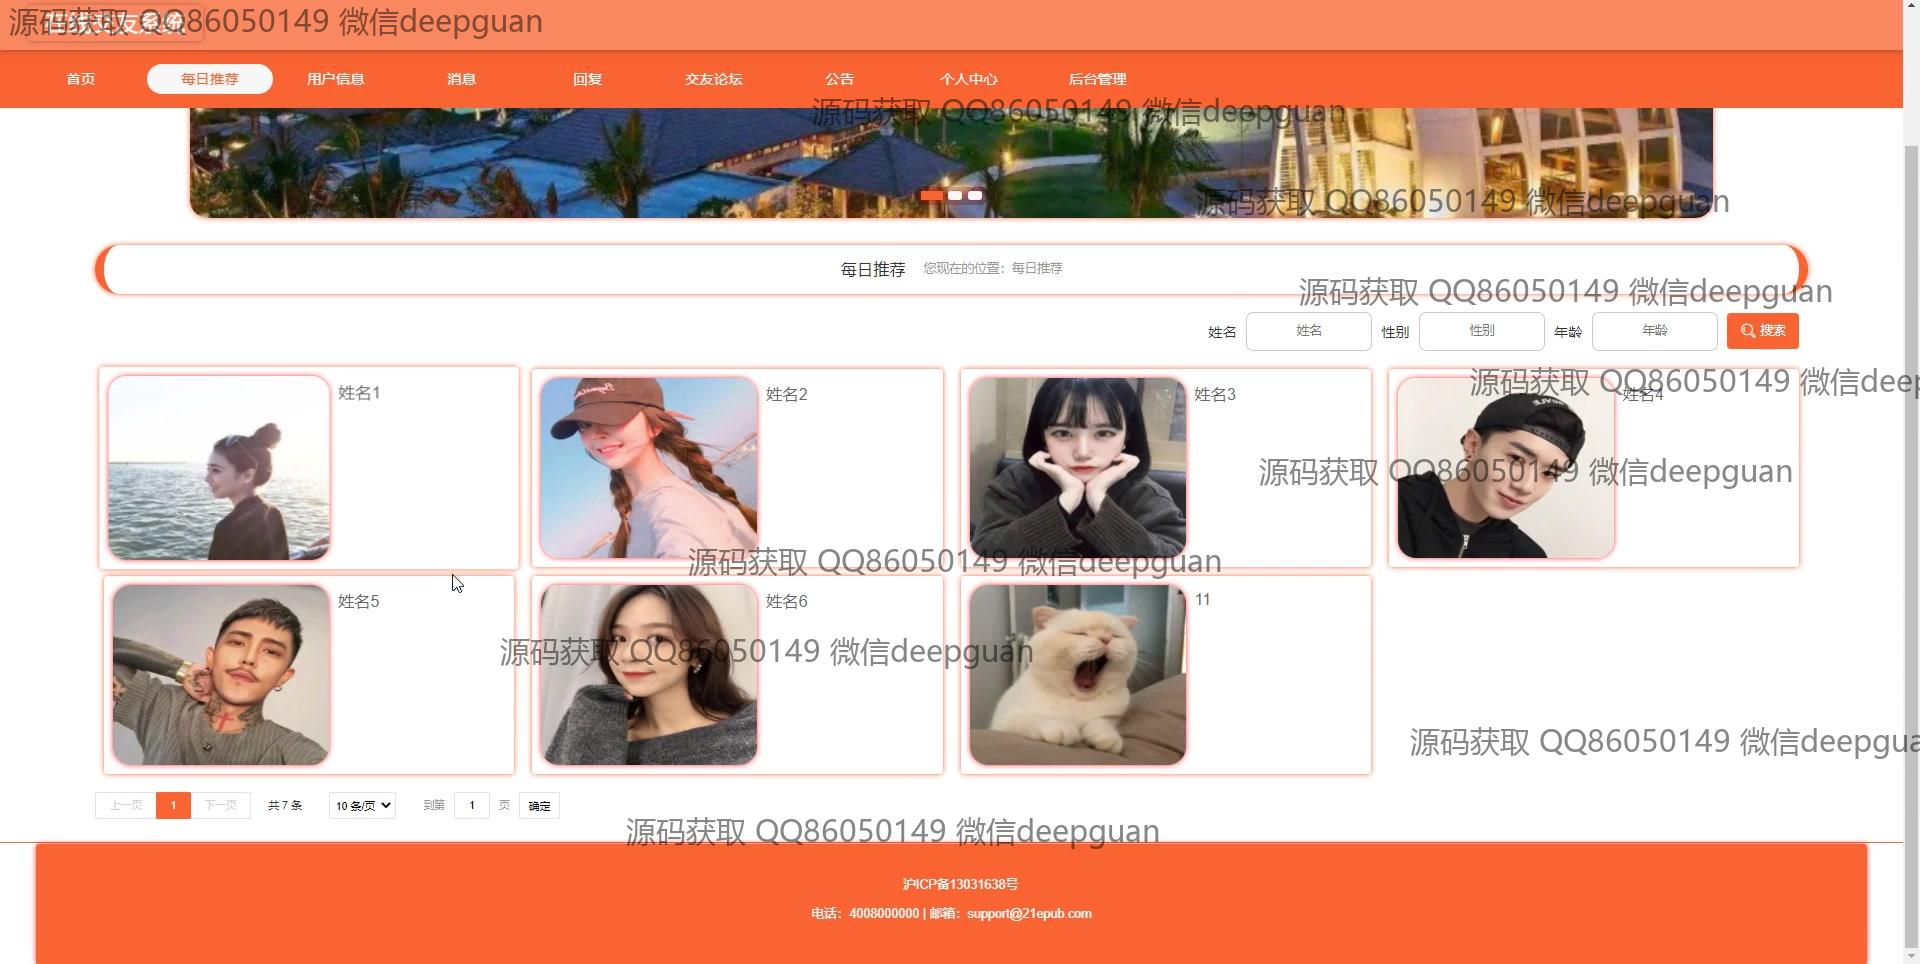 在线交友系统
源码获取 QQ86050149 微信deepguan
首页 每日推荐 用户信息 消息 回复 交友论坛 公告 个人中心 后台管理
源码获取 QQ86050149 微信deepguan
源码获取 QQ86050149 微信deepguan
每日推荐 您现在的位置：每日推荐
源码获取 QQ86050149 微信deepguan
姓名 姓名 性别 性别 年龄 年龄 搜索
姓名1 姓名2 姓名3 姓名4
源码获取 QQ86050149 微信deep
源码获取 QQ86050149 微信deepguan
源码获取 QQ86050149 微信deepguan
姓名5 姓名6 11
源码获取 QQ86050149 微信deepguan
源码获取 QQ86050149 微信deepgua
上一页 1 下一页 共 7 条 10 条/页 到第 1 页 确定
源码获取 QQ86050149 微信deepguan
沪ICP备13031638号
电话：4008000000 | 邮箱：support@21epub.com